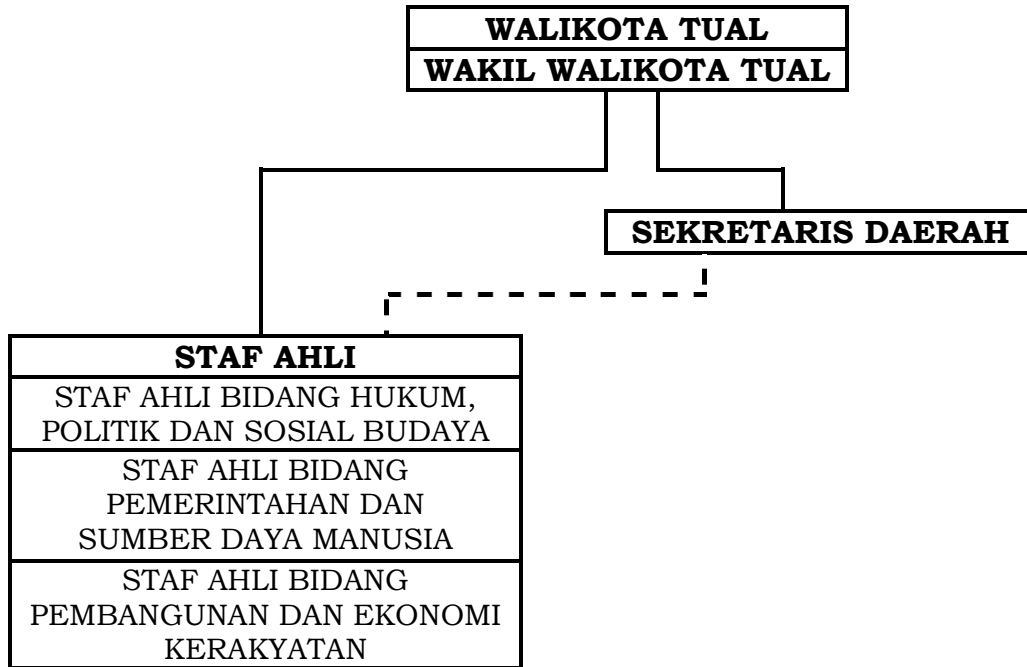 WALIKOTA TUAL
WAKIL WALIKOTA TUAL
SEKRETARIS DAERAH
STAF AHLI
STAF AHLI BIDANG HUKUM,
POLITIK DAN SOSIAL BUDAYA
STAF AHLI BIDANG
PEMERINTAHAN DAN
SUMBER DAYA MANUSIA
STAF AHLI BIDANG
PEMBANGUNAN DAN EKONOMI
KERAKYATAN